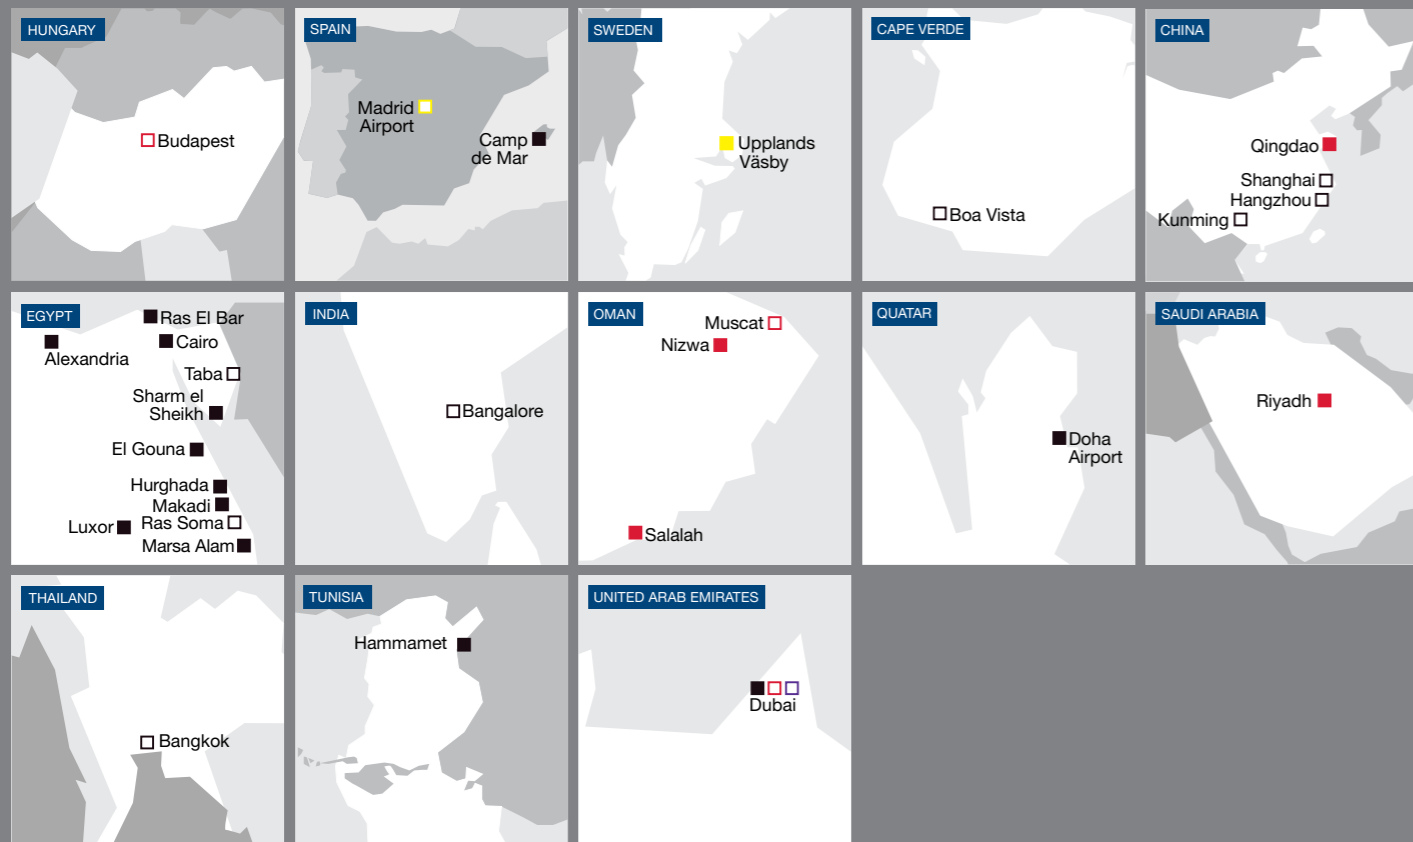 HUNGARY
Budapest
SPAIN
Madrid
Airport
Camp
de Mar
SWEDEN
Upplands
Väsby
CAPE VERDE
Boa Vista
CHINA
Qingdao
Shanghai
Hangzhou
Kunming
EGYPT
Ras El Bar
Cairo
Alexandria
Taba
Sharm el
Sheikh
El Gouna
Hurghada
Makadi
Ras Soma
Luxor
Marsa Alam
INDIA
Bangalore
OMAN
Muscat
Nizwa
Salalah
QUATAR
Doha
Airport
SAUDI ARABIA
Riyadh
THAILAND
Bangkok
TUNISIA
Hammamet
UNITED ARAB EMIRATES
Dubai